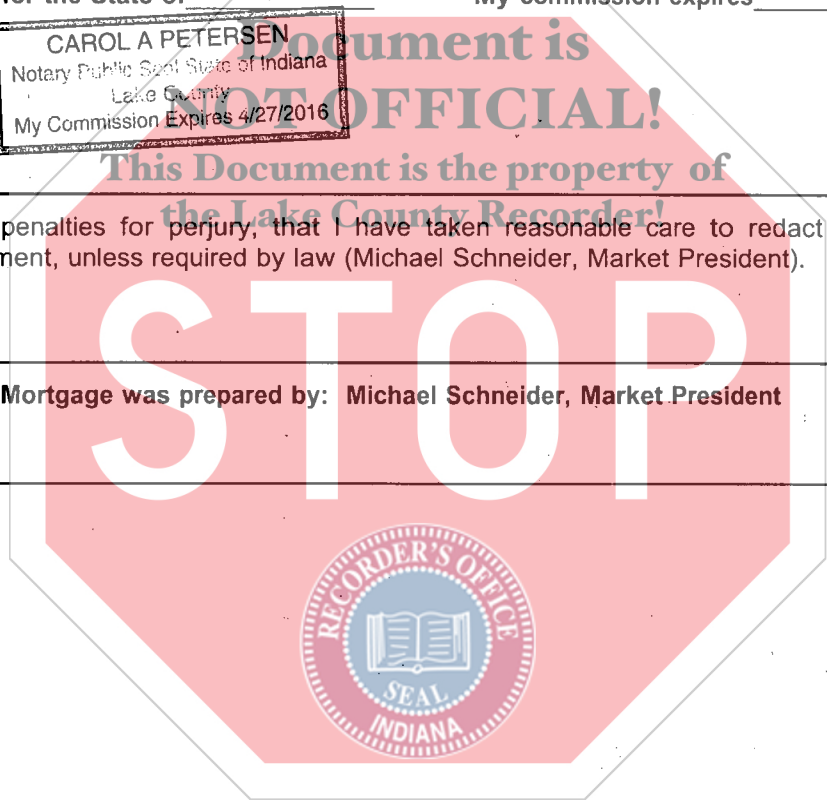 for the State of
My commission expires
CAROL A PETERSEN
Notary Public Seal State of Indiana
Lake County
My Commission Expires 4/27/2016
Document is
NOT OFFICIAL!
This Document is the property of
the Lake County Recorder!
penalties for perjury, that I have taken reasonable care to redact
ment, unless required by law (Michael Schneider, Market President).
STOP
Mortgage was prepared by: Michael Schneider, Market President
RECORDER'S OFFICE
SEAL
INDIANA